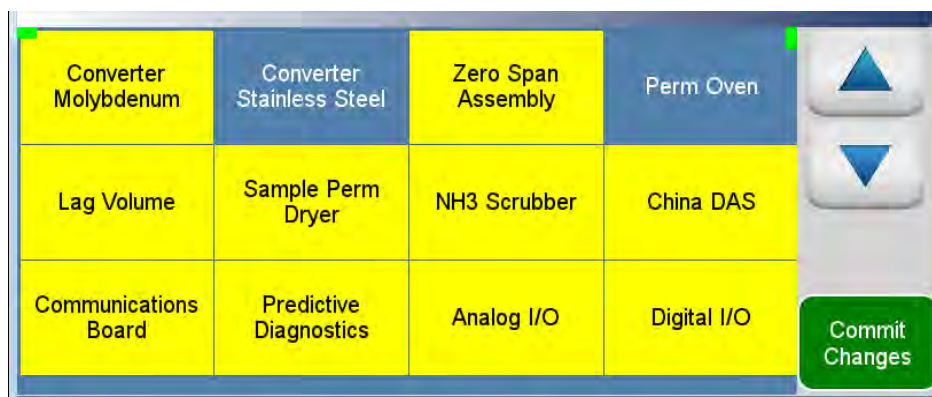 Converter
Molybdenum
Converter
Stainless Steel
Zero Span
Assembly
Perm Oven
Lag Volume
Sample Perm
Dryer
NH3 Scrubber
China DAS
Communications
Board
Predictive
Diagnostics
Analog I/O
Digital I/O
Commit
Changes